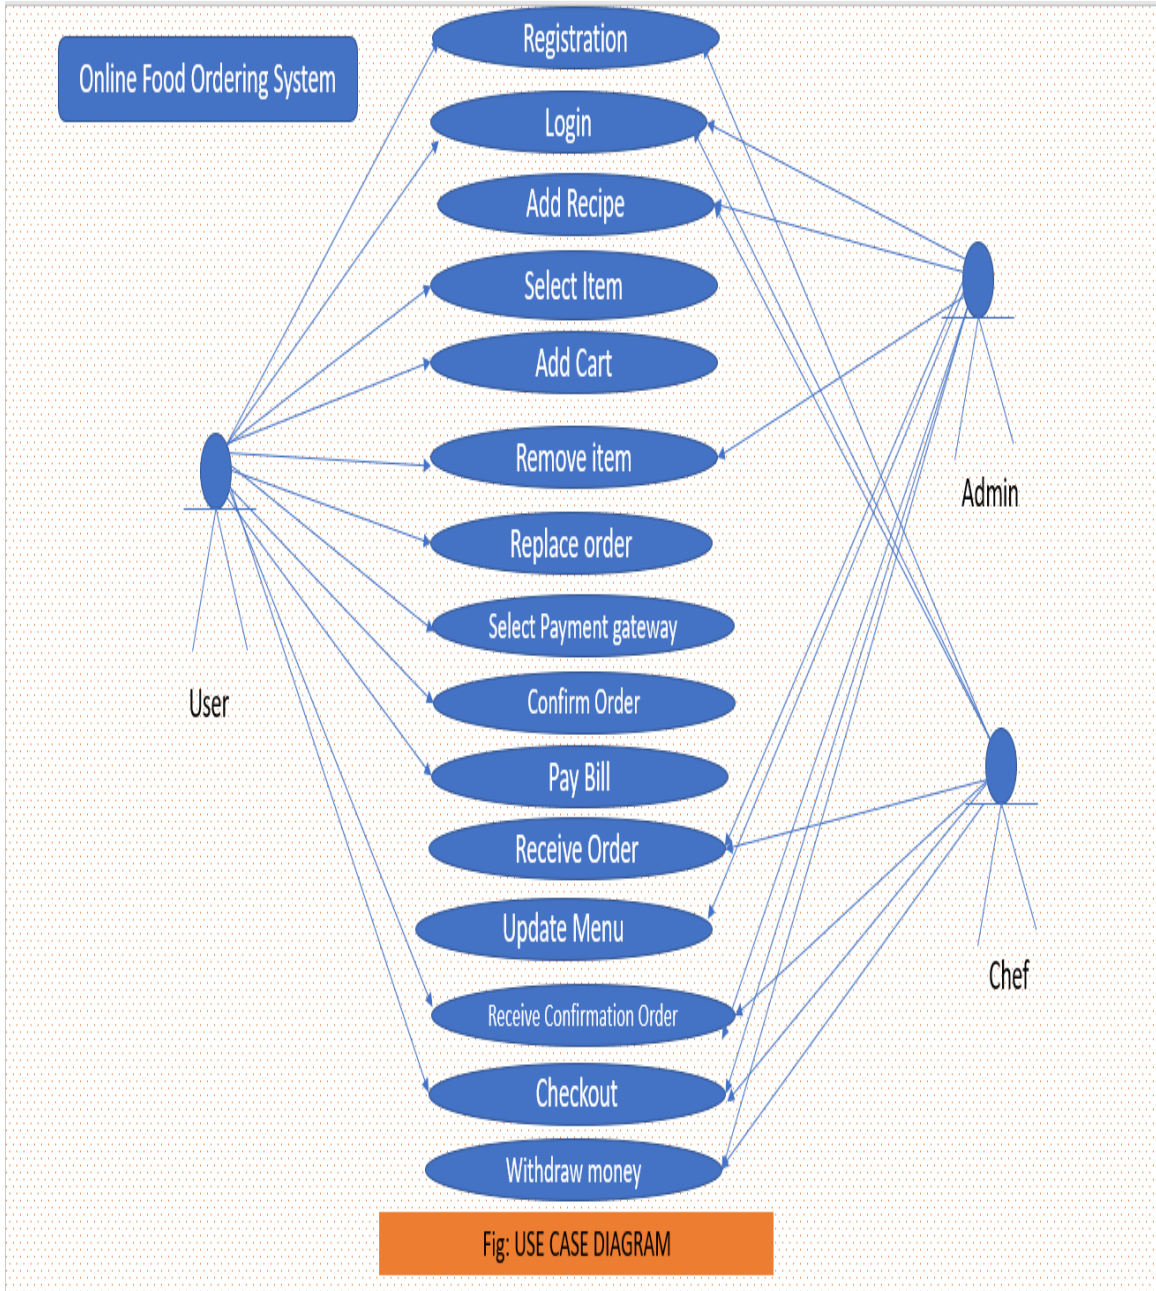 Online Food Ordering System
Registration
Login
Add Recipe
Select Item
Add Cart
Remove item
Replace order
Select Payment gateway
Confirm Order
Pay Bill
Receive Order
Update Menu
Receive Confirmation Order
Checkout
Withdraw money
User
Admin
Chef
Fig: USE CASE DIAGRAM